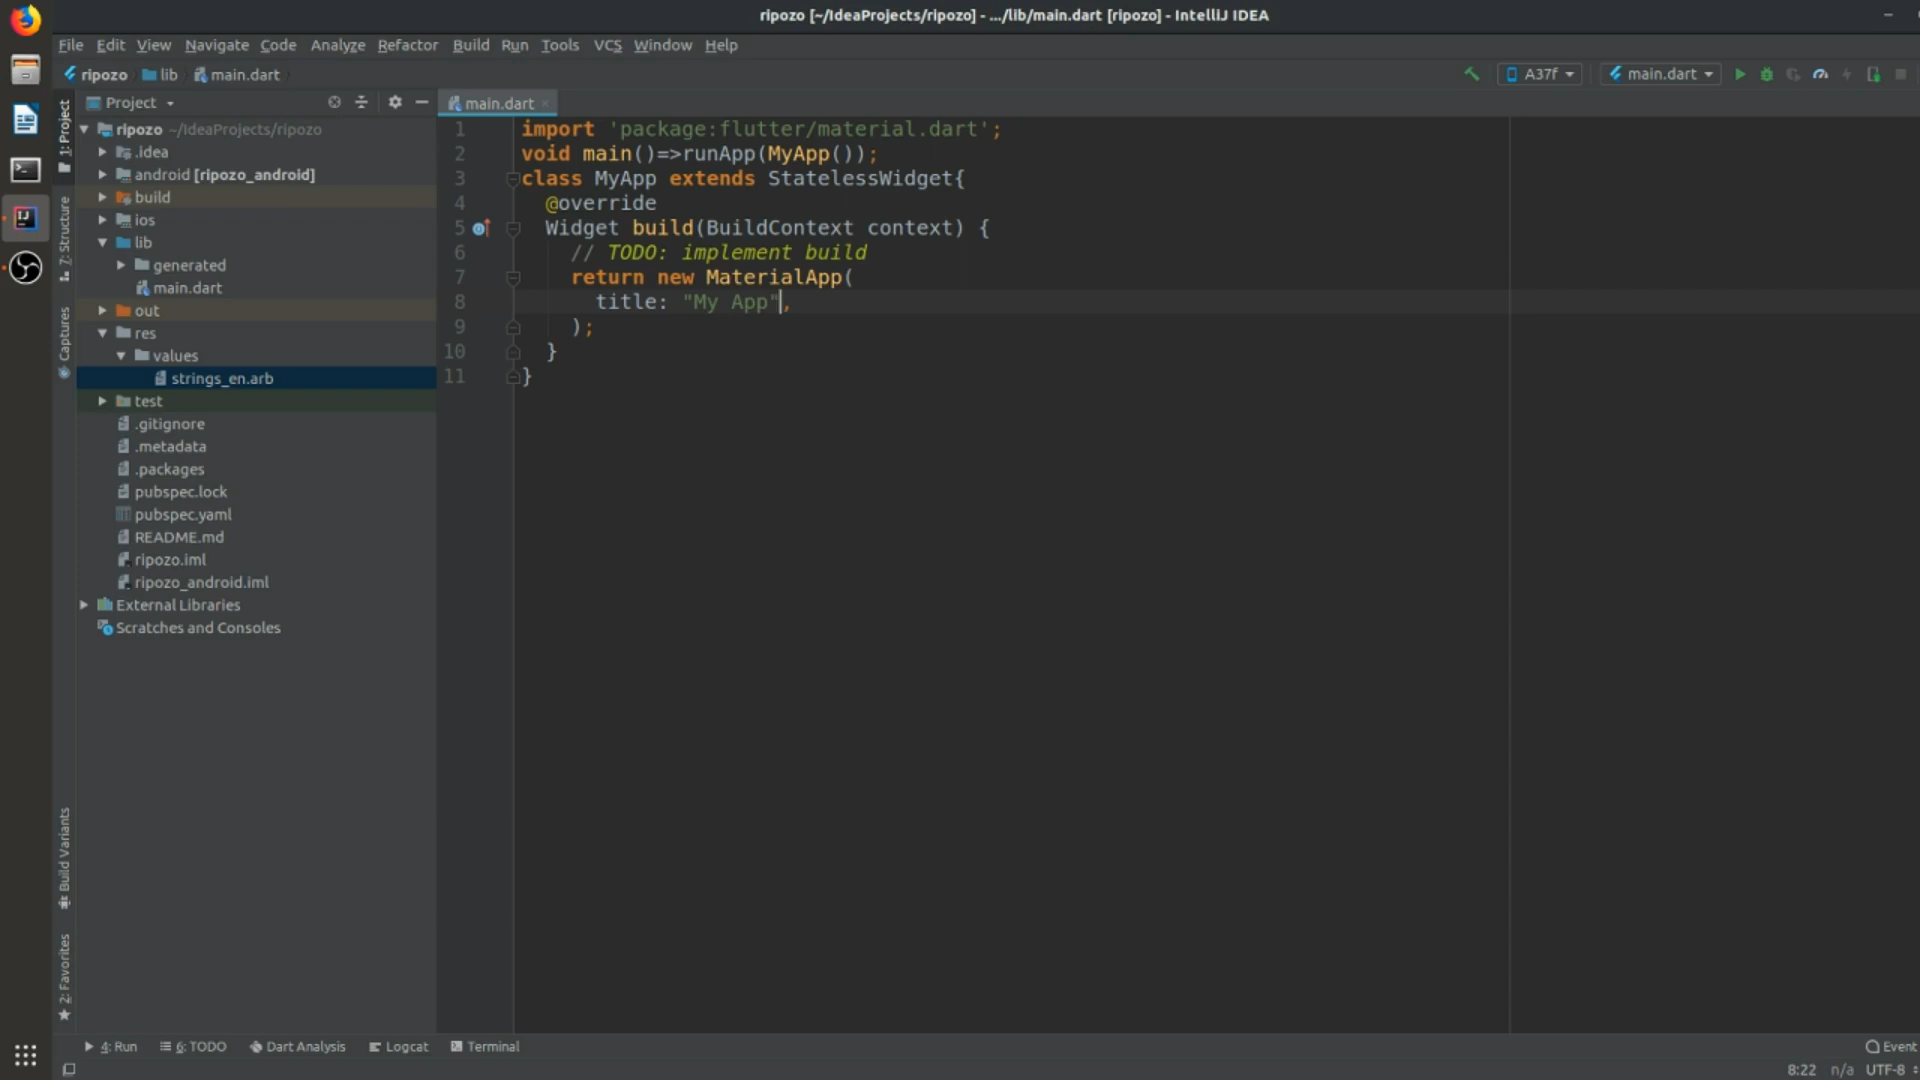 ripozo [~/IdeaProjects/ripozo] - .../lib/main.dart [ripozo] - IntelliJ IDEA
File Edit View Navigate Code Analyze Refactor Build Run Tools VCS Window Help
ripozo lib main.dart A37f main.dart
Project main.dart
1: Project
7: Structure
Captures
Build Variants
2: Favorites
ripozo ~/IdeaProjects/ripozo
.idea
android [ripozo_android]
build
ios
lib
generated
main.dart
out
res
values
strings_en.arb
test
.gitignore
.metadata
.packages
pubspec.lock
pubspec.yaml
README.md
ripozo.iml
ripozo_android.iml
External Libraries
Scratches and Consoles
1 import 'package:flutter/material.dart';
2 void main()=>runApp(MyApp());
3 class MyApp extends StatelessWidget{
4 @override
5 Widget build(BuildContext context) {
6 // TODO: implement build
7 return new MaterialApp(
8 title: "My App",
9 );
10 }
11 }
4: Run 6: TODO Dart Analysis Logcat Terminal Event
8:22 n/a UTF-8